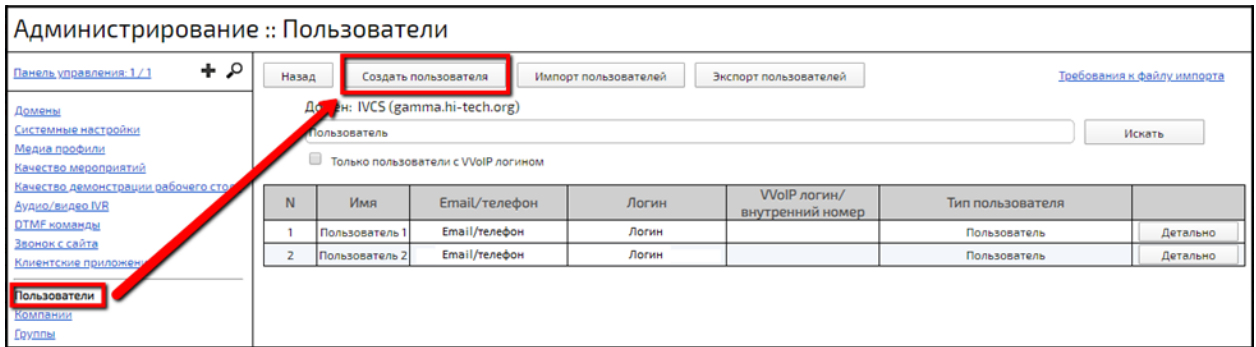 Администрирование :: Пользователи
Панель управления: 1 / 1
Назад Создать пользователя Импорт пользователей Экспорт пользователей Требования к файлу импорта
Домены
Системные настройки
Медиа профили
Качество мероприятий
Качество демонстрации рабочего
Аудио/видео IVR
DTMF команды
Звонок с сайта
Клиентские
Пользователи
Компании
Группы
IVCS (gamma.hi-tech.org)
Пользователь Искать
Только пользователи с VVoIP логином
N Имя Email/телефон Логин VVoIP логин/ Тип пользователя
внутренний номер
1 Пользователь 1 Email/телефон Логин Пользователь Детально
2 Пользователь 2 Email/телефон Логин Пользователь Детально